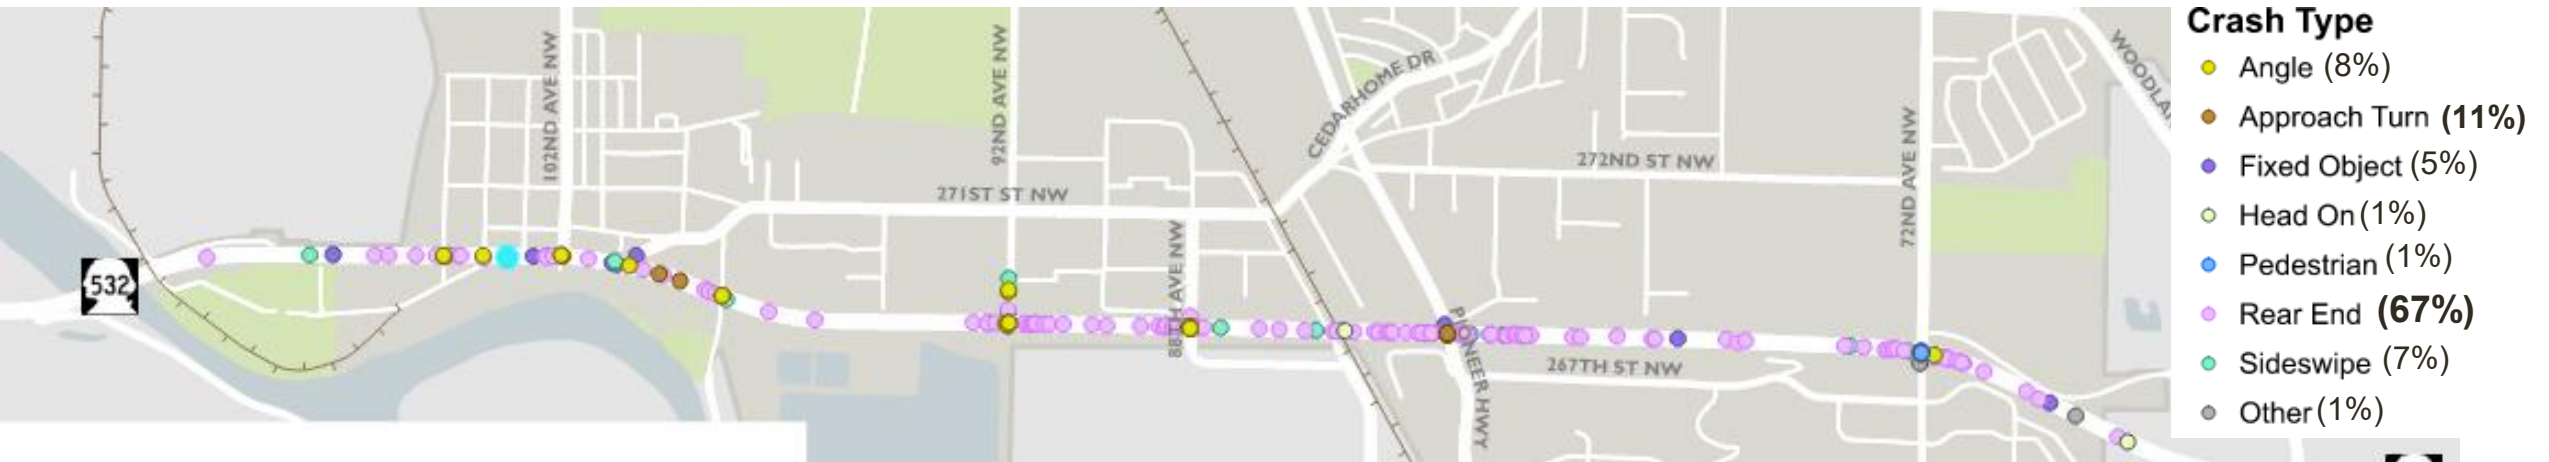 Crash Type
Angle (8%)
Approach Turn (11%)
Fixed Object (5%)
Head On (1%)
Pedestrian (1%)
Rear End (67%)
Sideswipe (7%)
Other (1%)
102ND AVE NW
92ND AVE NW
CEDARHOME DR
272ND ST NW
72ND AVE NW
271ST ST NW
88TH AVE NW
532
PIONEER HWY
267TH ST NW